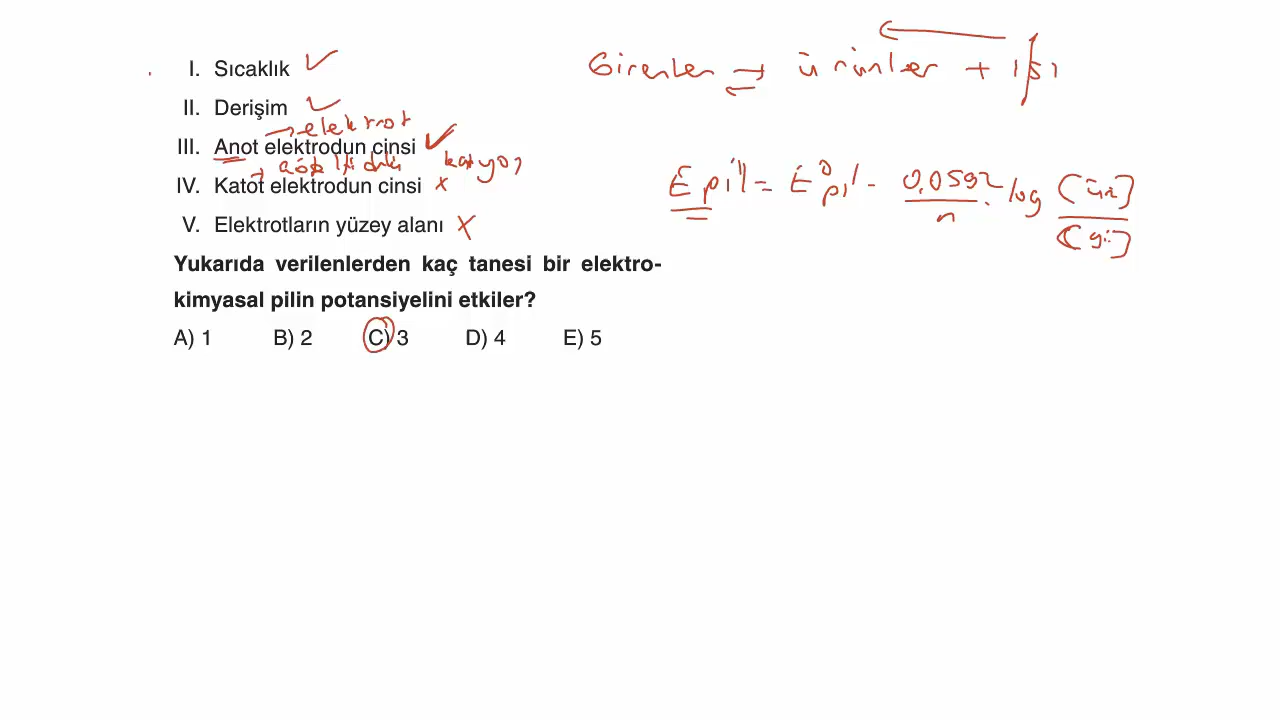 I. Sıcaklık ✓
II. Derişim ✓
→ elektrot
III. Anot elektrodun cinsi ✓
→ katyon
IV. Katot elektrodun cinsi x
V. Elektrotların yüzey alanı x
Yukarıda verilenlerden kaç tanesi bir elektro-
kimyasal pilin potansiyelini etkiler?
A) 1 B) 2 C) 3 D) 4 E) 5
Girenler ⇌ ürünler + ısı
Epil = E⁰pil - 0,0592/n . log [ür]/[gir]